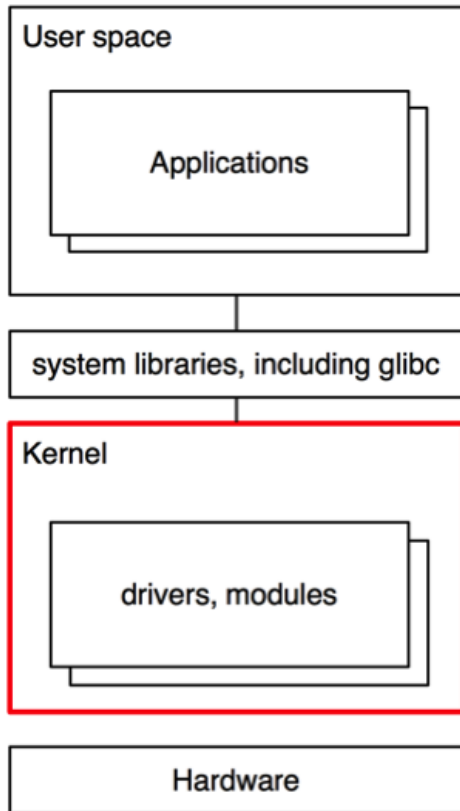 User space
Applications
system libraries, including glibc
Kernel
drivers, modules
Hardware